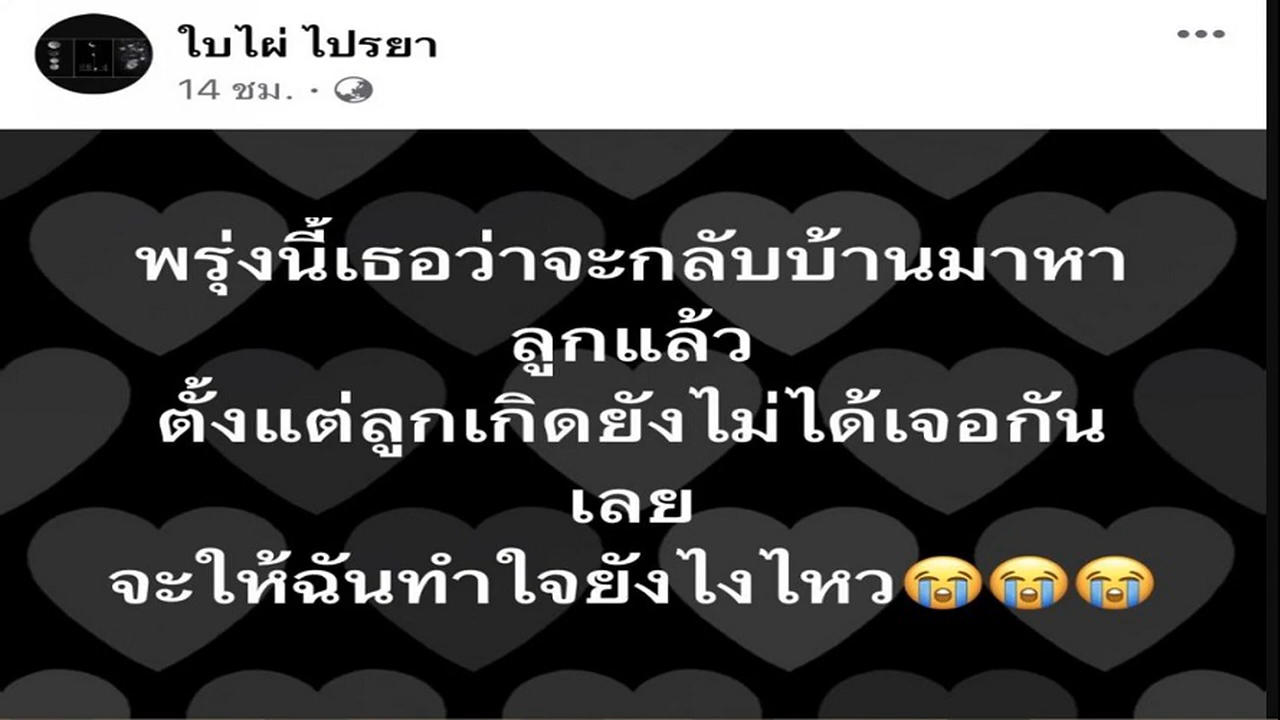 ใบไผ่ ไปรยา
14 ชม. ·
พรุ่งนี้เธอว่าจะกลับบ้านมาหา
ลูกแล้ว
ตั้งแต่ลูกเกิดยังไม่ได้เจอกัน
เลย
จะให้ฉันทำใจยังไงไหว😭😭😭